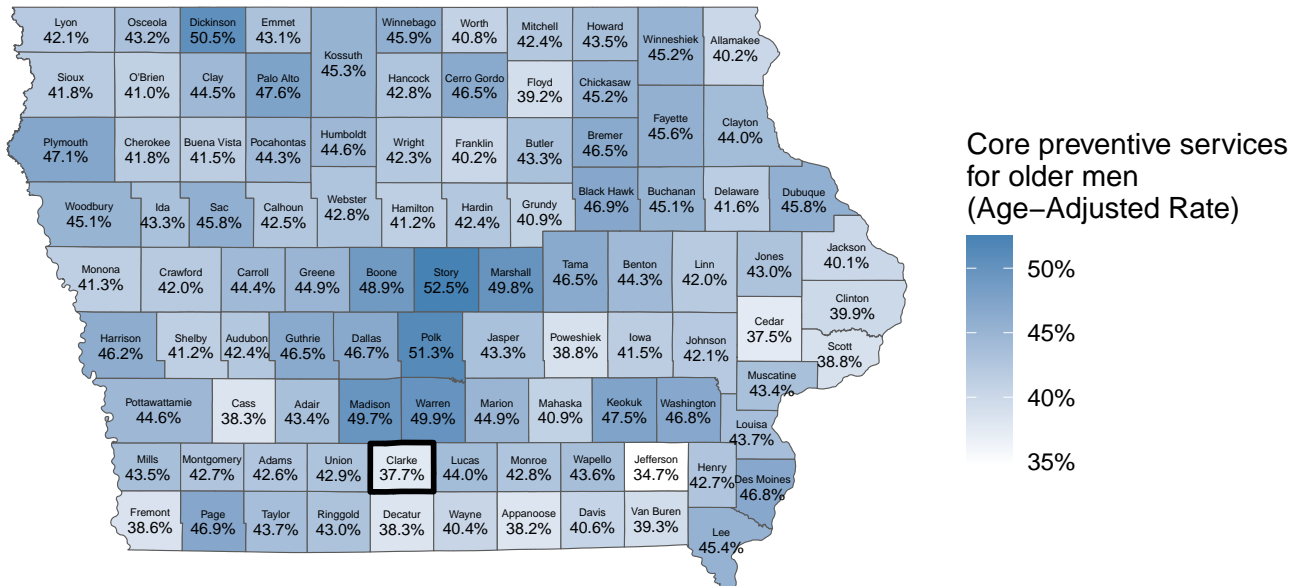 Lyon
42.1%
Osceola
43.2%
Dickinson
50.5%
Emmet
43.1%
Kossuth
45.3%
Winnebago
45.9%
Worth
40.8%
Mitchell
42.4%
Howard
43.5%
Winneshiek
45.2%
Allamakee
40.2%
Sioux
41.8%
O'Brien
41.0%
Clay
44.5%
Palo Alto
47.6%
Hancock
42.8%
Cerro Gordo
46.5%
Floyd
39.2%
Chickasaw
45.2%
Plymouth
47.1%
Cherokee
41.8%
Buena Vista
41.5%
Pocahontas
44.3%
Humboldt
44.6%
Wright
42.3%
Franklin
40.2%
Butler
43.3%
Bremer
46.5%
Fayette
45.6%
Clayton
44.0%
Woodbury
45.1%
Ida
43.3%
Sac
45.8%
Calhoun
42.5%
Webster
42.8%
Hamilton
41.2%
Hardin
42.4%
Grundy
40.9%
Black Hawk
46.9%
Buchanan
45.1%
Delaware
41.6%
Dubuque
45.8%
Monona
41.3%
Crawford
42.0%
Carroll
44.4%
Greene
44.9%
Boone
48.9%
Story
52.5%
Marshall
49.8%
Tama
46.5%
Benton
44.3%
Linn
42.0%
Jones
43.0%
Jackson
40.1%
Clinton
39.9%
Harrison
46.2%
Shelby
41.2%
Audubon
42.4%
Guthrie
46.5%
Dallas
46.7%
Polk
51.3%
Jasper
43.3%
Poweshiek
38.8%
Iowa
41.5%
Johnson
42.1%
Cedar
37.5%
Scott
38.8%
Muscatine
43.4%
Pottawattamie
44.6%
Cass
38.3%
Adair
43.4%
Madison
49.7%
Warren
49.9%
Marion
44.9%
Mahaska
40.9%
Keokuk
47.5%
Washington
46.8%
Louisa
43.7%
Mills
43.5%
Montgomery
42.7%
Adams
42.6%
Union
42.9%
Clarke
37.7%
Lucas
44.0%
Monroe
42.8%
Wapello
43.6%
Jefferson
34.7%
Henry
42.7%
Des Moines
46.8%
Fremont
38.6%
Page
46.9%
Taylor
43.7%
Ringgold
43.0%
Decatur
38.3%
Wayne
40.4%
Appanoose
38.2%
Davis
40.6%
Van Buren
39.3%
Lee
45.4%
Core preventive services
for older men
(Age−Adjusted Rate)
50%
45%
40%
35%